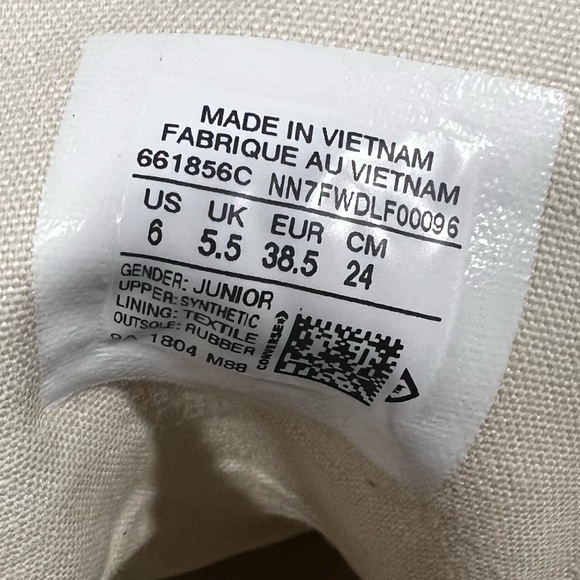 MADE IN VIETNAM
FABRIQUE AU VIETNAM
661856C NN7FWDLF00096
US UK EUR CM
6 5.5 38.5 24
GENDER: JUNIOR
UPPER: SYNTHETIC
LINING: TEXTILE
OUTSOLE: RUBBER
1804 M88
CONVERSE